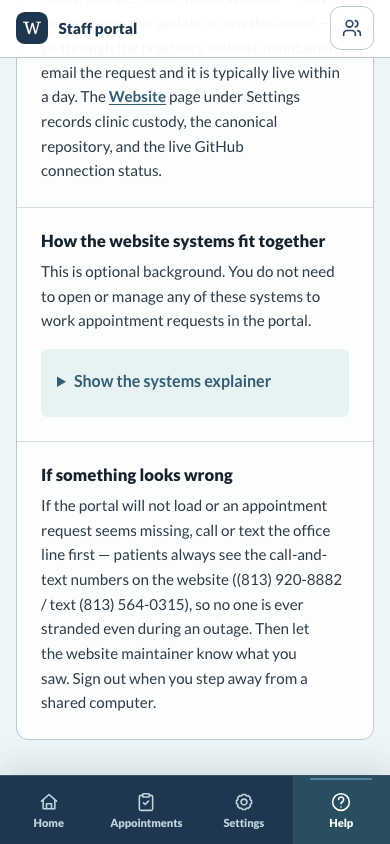 W Staff portal
go through the practice's website maintainer:
email the request and it is typically live within
a day. The Website page under Settings
records clinic custody, the canonical
repository, and the live GitHub
connection status.
How the website systems fit together
This is optional background. You do not need
to open or manage any of these systems to
work appointment requests in the portal.
Show the systems explainer
If something looks wrong
If the portal will not load or an appointment
request seems missing, call or text the office
line first — patients always see the call-and-
text numbers on the website ((813) 920-8882
/ text (813) 564-0315), so no one is ever
stranded even during an outage. Then let
the website maintainer know what you
saw. Sign out when you step away from a
shared computer.
Home
Appointments
Settings
Help